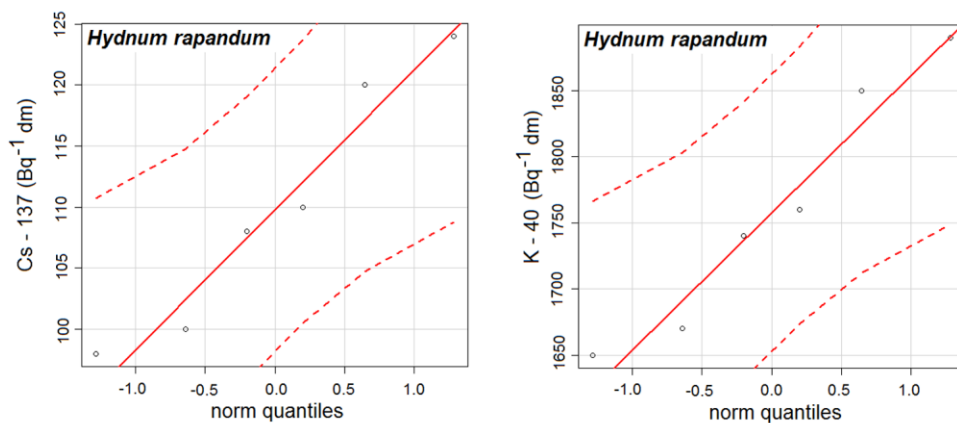 Hydnum rapandum
Cs - 137 (Bq⁻¹ dm)
125
120
115
110
105
100
-1.0 -0.5 0.0 0.5 1.0
norm quantiles
Hydnum rapandum
K - 40 (Bq⁻¹ dm)
1850
1800
1750
1700
1650
-1.0 -0.5 0.0 0.5 1.0
norm quantiles